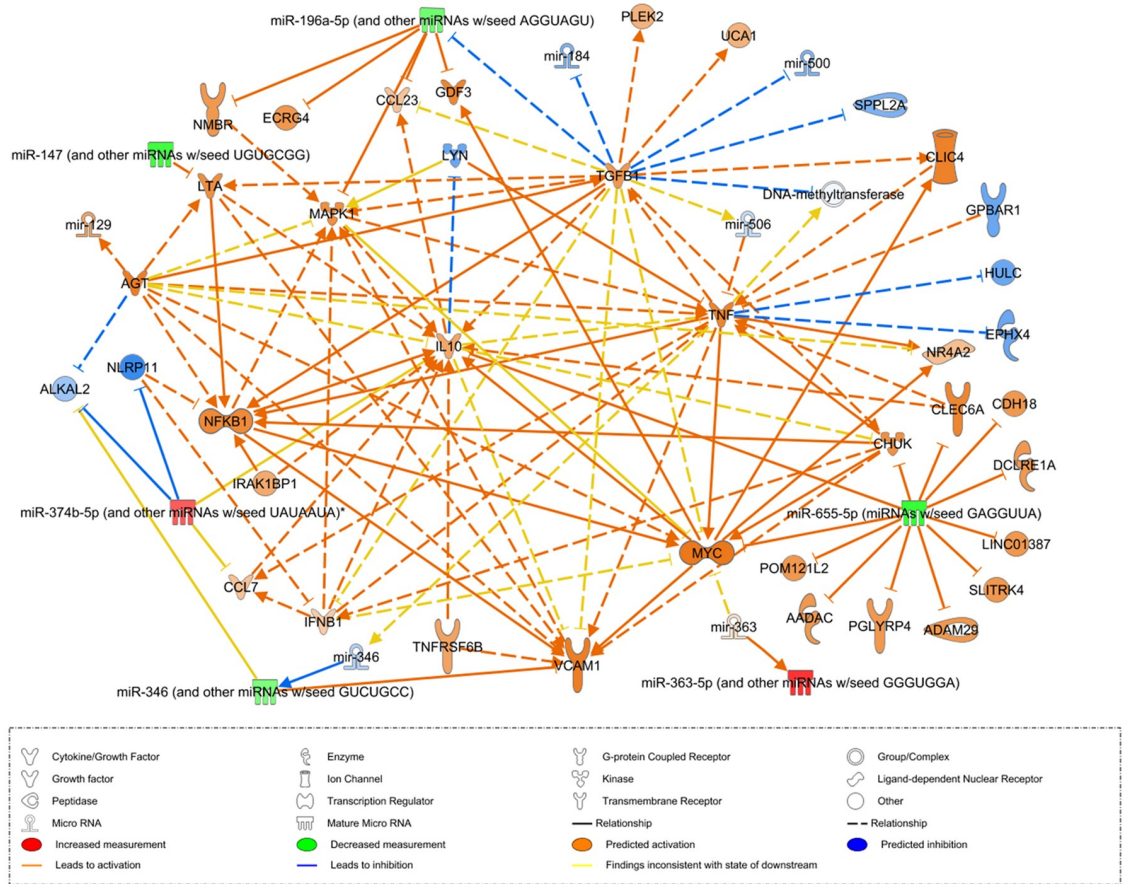 miR-196a-5p (and other miRNAs w/seed AGGUAGU)
PLEK2
UCA1
mir-184
mir-500
CCL23
GDF3
SPPL2A
NMBR
ECRG4
miR-147 (and other miRNAs w/seed UGUGCGG)
LYN
CLIC4
TGFB1
LTA
DNA-methyltransferase
GPBAR1
mir-129
MAPK1
mir-506
HULC
AGT
TNF
EPHX4
IL10
NR4A2
NLRP11
ALKAL2
CLEC6A
CDH18
NFKB1
CHUK
DCLRE1A
IRAK1BP1
miR-374b-5p (and other miRNAs w/seed UAUAAUA)*
miR-655-5p (miRNAs w/seed GAGGUUA)
LINC01387
MYC
POM121L2
CCL7
SLITRK4
IFNB1
AADAC
PGLYRP4
ADAM29
mir-363
TNFRSF6B
mir-346
VCAM1
miR-363-5p (and other miRNAs w/seed GGGUGGA)
miR-346 (and other miRNAs w/seed GUCUGCC)
Cytokine/Growth Factor
Enzyme
G-protein Coupled Receptor
Group/Complex
Growth factor
Ion Channel
Kinase
Ligand-dependent Nuclear Receptor
Peptidase
Transcription Regulator
Transmembrane Receptor
Other
Micro RNA
Mature Micro RNA
Relationship
Relationship
Increased measurement
Decreased measurement
Predicted activation
Predicted inhibition
Leads to activation
Leads to inhibition
Findings inconsistent with state of downstream